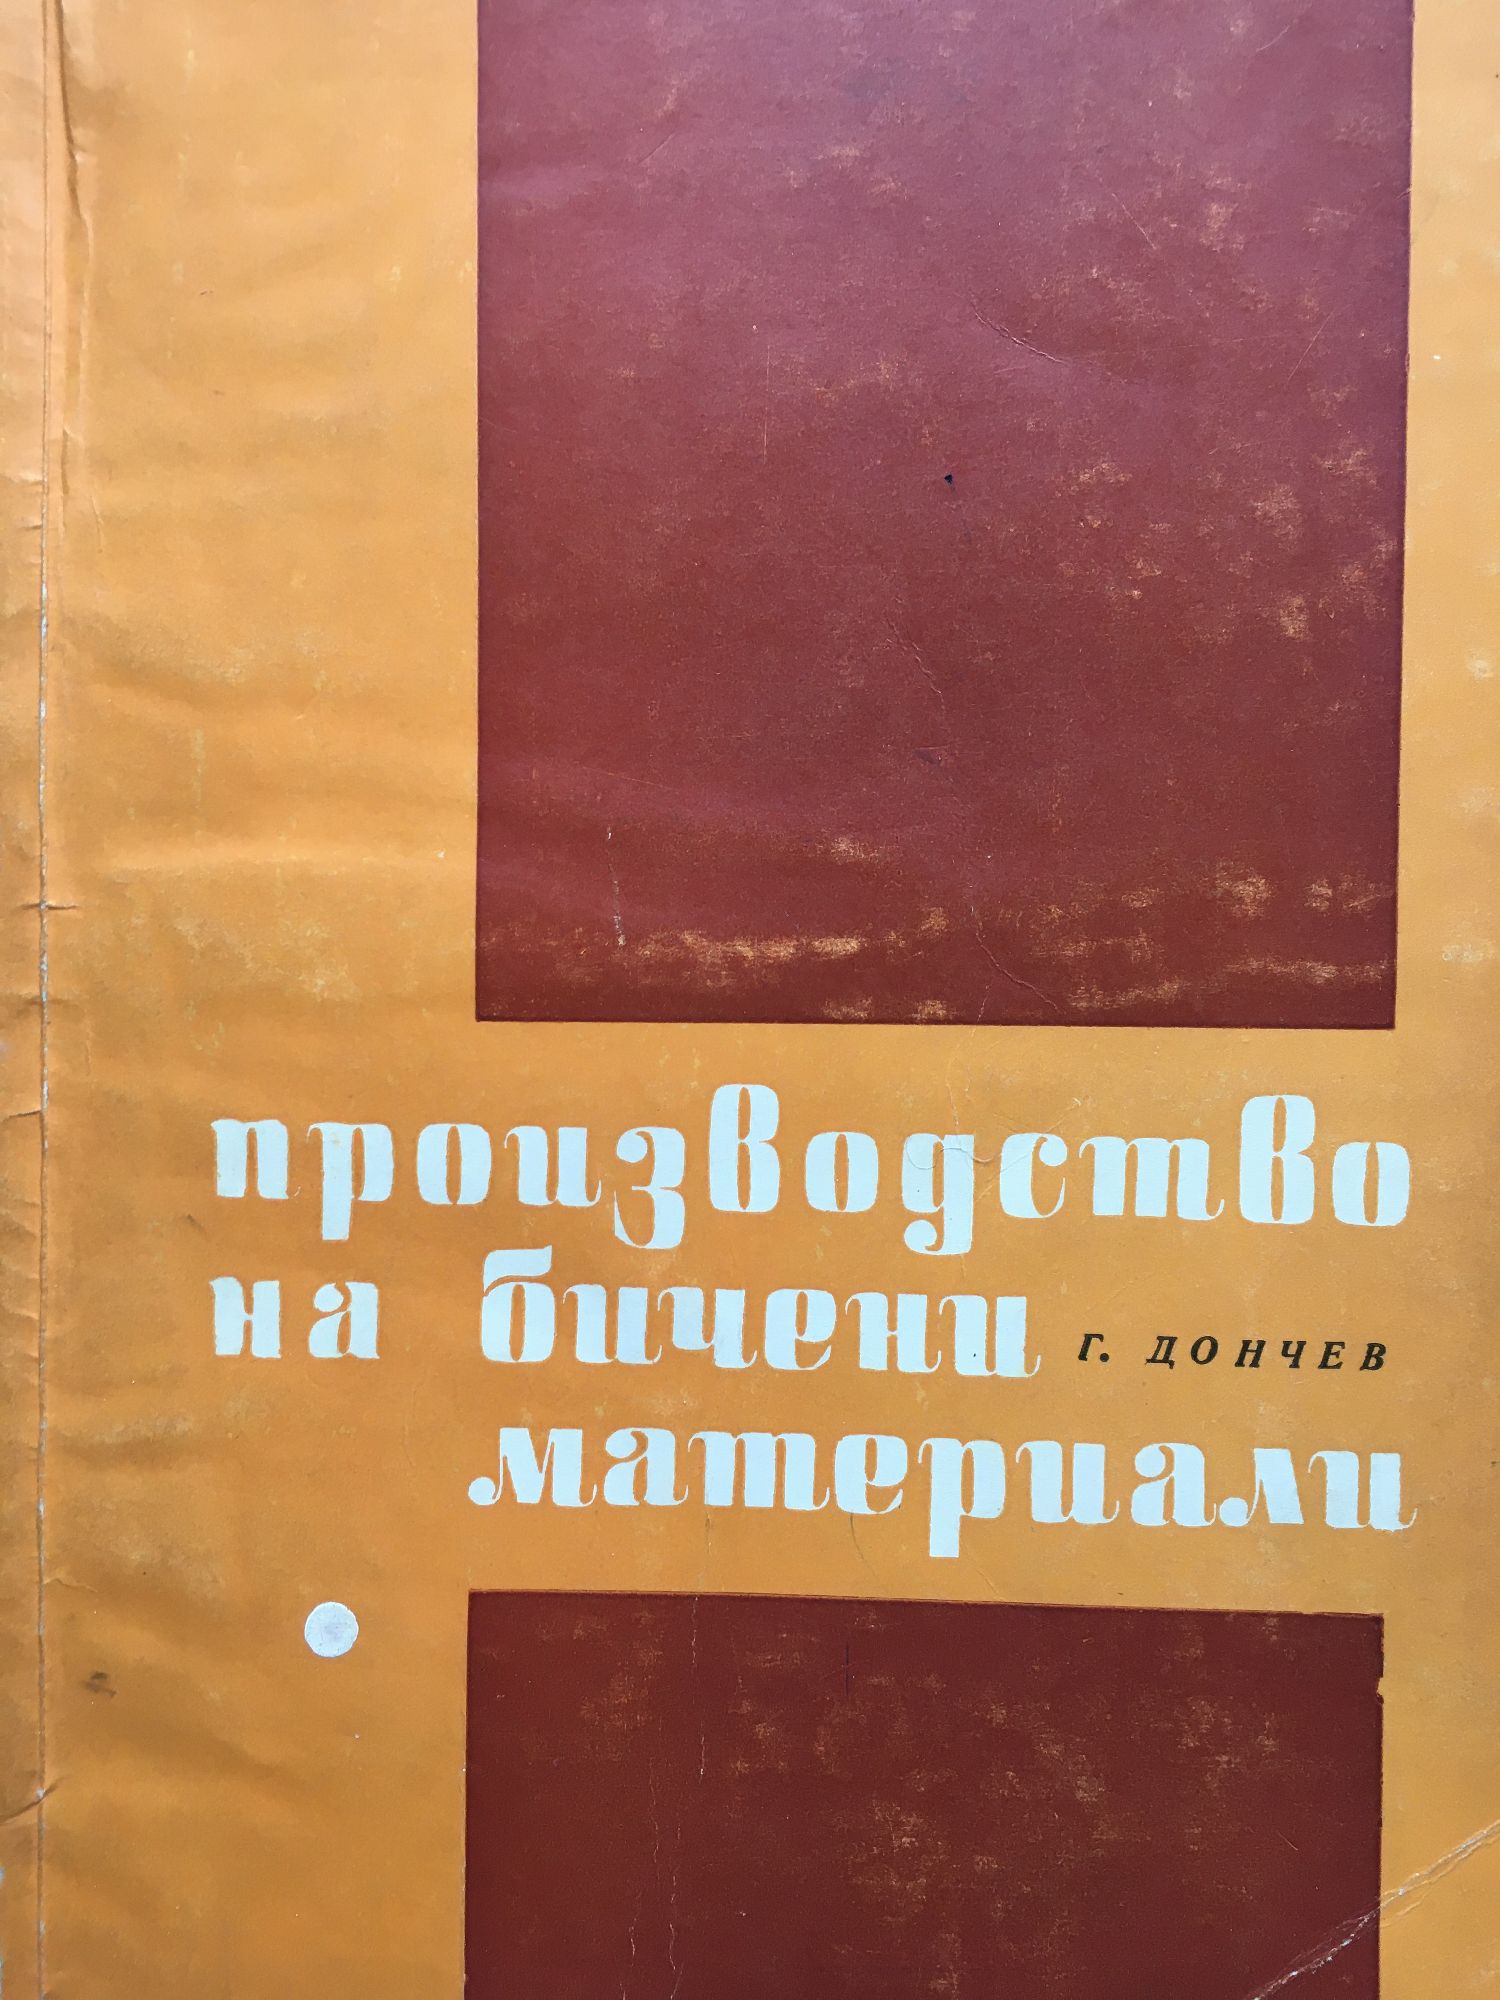 производство
на бичени
Г. ДОНЧЕВ
материали